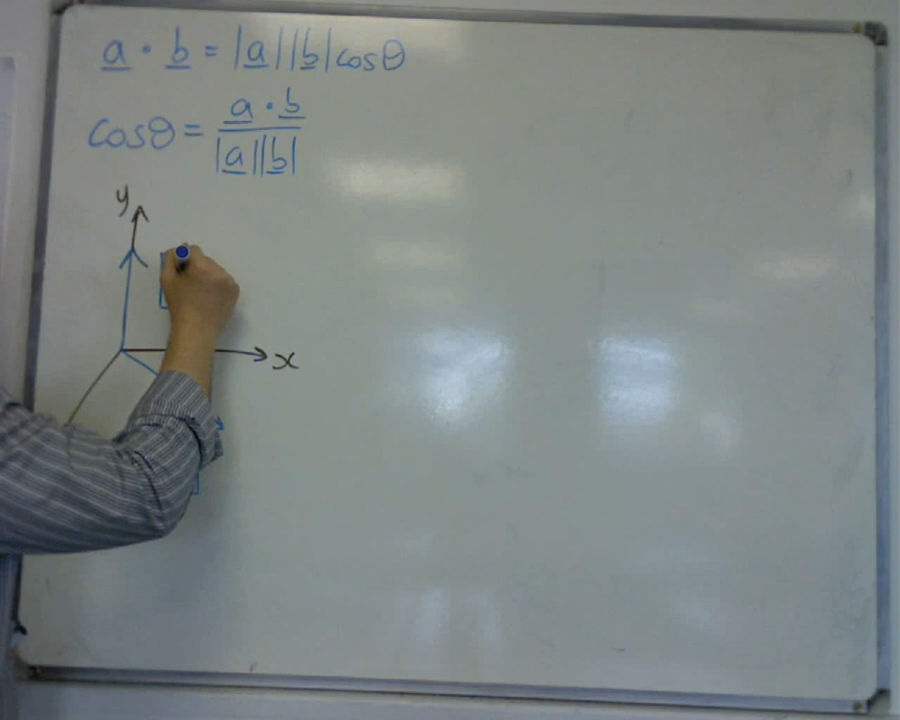 a · b = |a||b|cosθ
cosθ = a · b / |a||b|
y
x